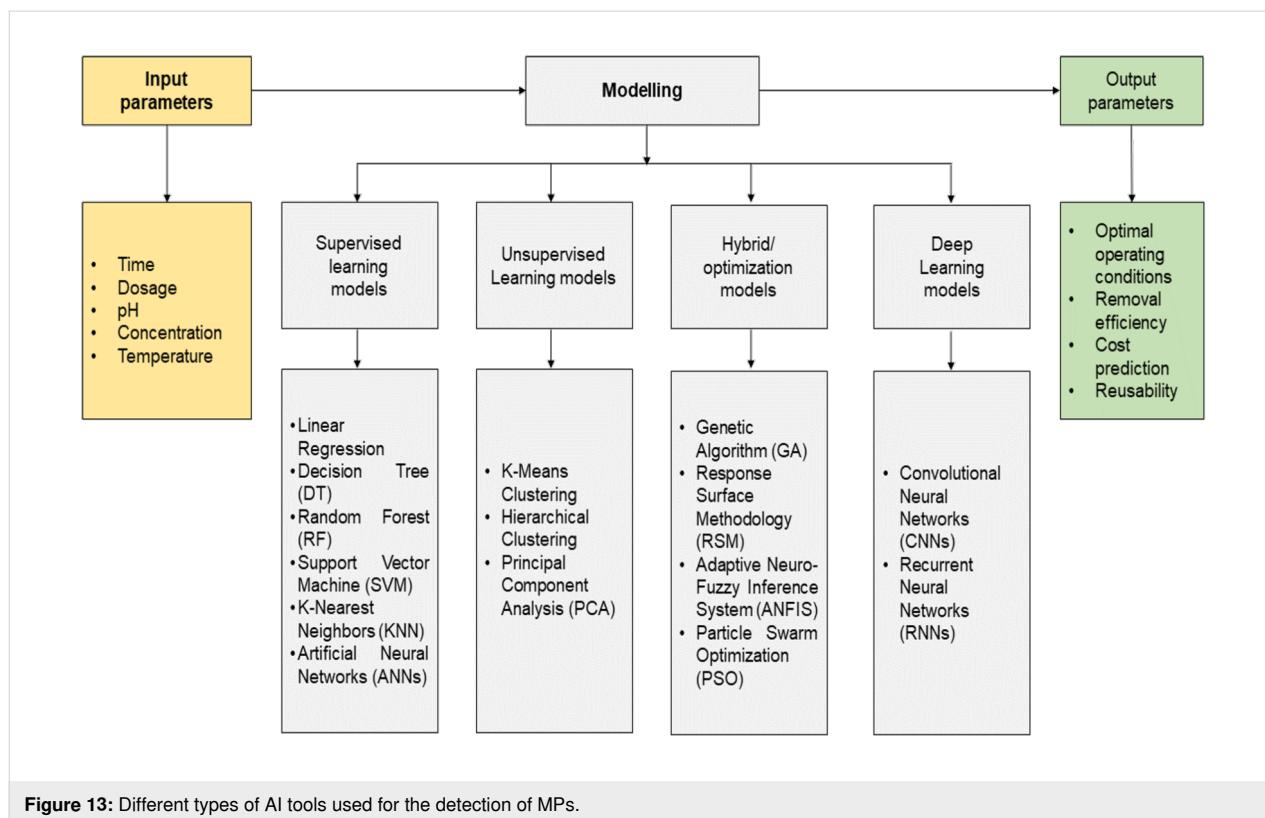 Input
parameters
Modelling
Output
parameters
• Time
• Dosage
• pH
• Concentration
• Temperature
Supervised
learning
models
Unsupervised
Learning models
Hybrid/
optimization
models
Deep
Learning
models
• Optimal
operating
conditions
• Removal
efficiency
• Cost
prediction
• Reusability
• Linear
Regression
• Decision Tree
(DT)
• Random Forest
(RF)
• Support Vector
Machine (SVM)
• K-Nearest
Neighbors (KNN)
• Artificial Neural
Networks (ANNs)
• K-Means
Clustering
• Hierarchical
Clustering
• Principal
Component
Analysis (PCA)
• Genetic
Algorithm (GA)
• Response
Surface
Methodology
(RSM)
• Adaptive Neuro-
Fuzzy Inference
System (ANFIS)
• Particle Swarm
Optimization
(PSO)
• Convolutional
Neural
Networks
(CNNs)
• Recurrent
Neural
Networks
(RNNs)
Figure 13: Different types of AI tools used for the detection of MPs.